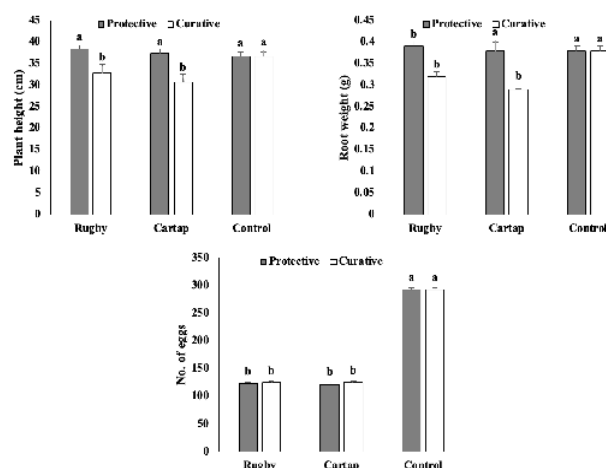 Protective Curative
45
40
35
30
25
20
15
10
5
0
Plant height (cm)
a b a b a a
Rugby Cartap Control
Protective Curative
0.45
0.4
0.35
0.3
0.25
0.2
0.15
0.1
0.05
0
Root weight (g)
b b a b a a
Rugby Cartap Control
Protective Curative
350
300
250
200
150
100
50
0
No. of eggs
b b b b a a
Rugby Cartap Control